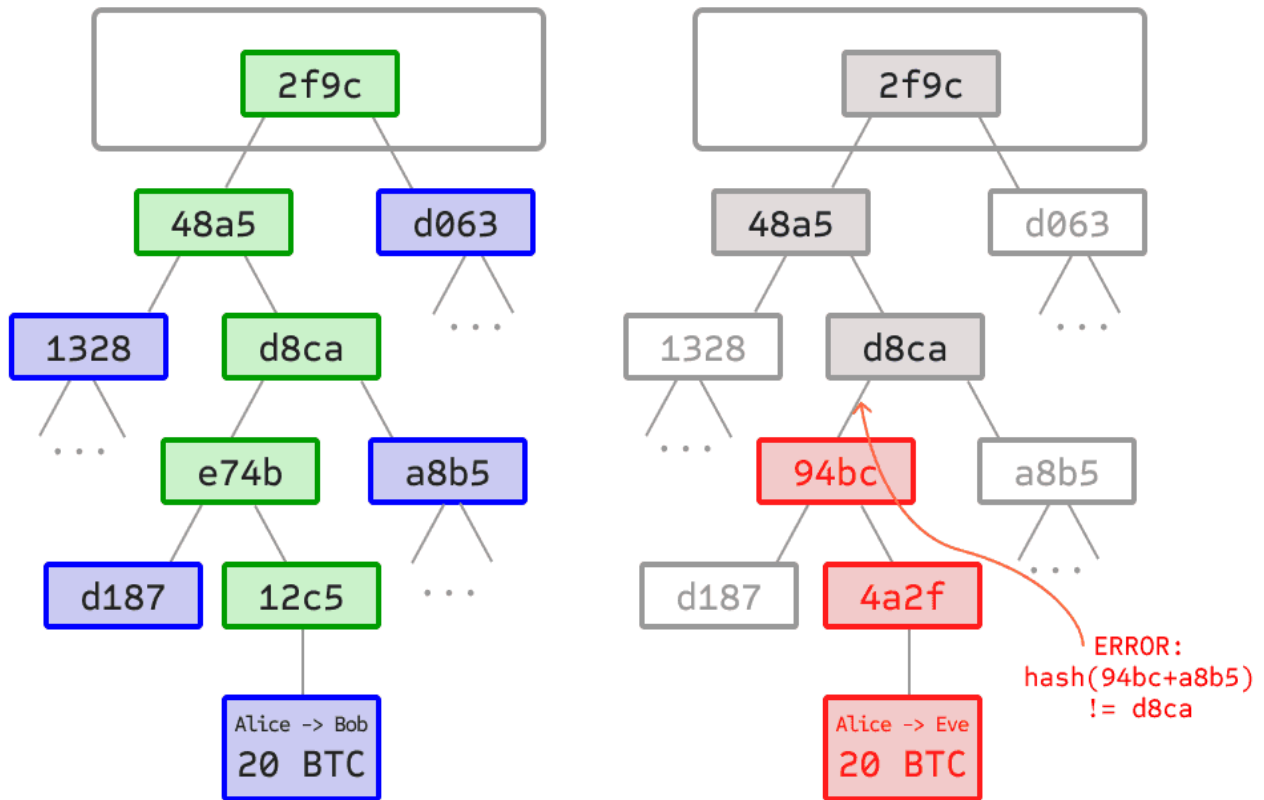 2f9c
48a5
d063
1328
d8ca
...
...
e74b
a8b5
d187
12c5
...
Alice -> Bob
20 BTC
2f9c
48a5
d063
1328
d8ca
...
...
94bc
a8b5
d187
4a2f
...
ERROR:
hash(94bc+a8b5)
!= d8ca
Alice -> Eve
20 BTC